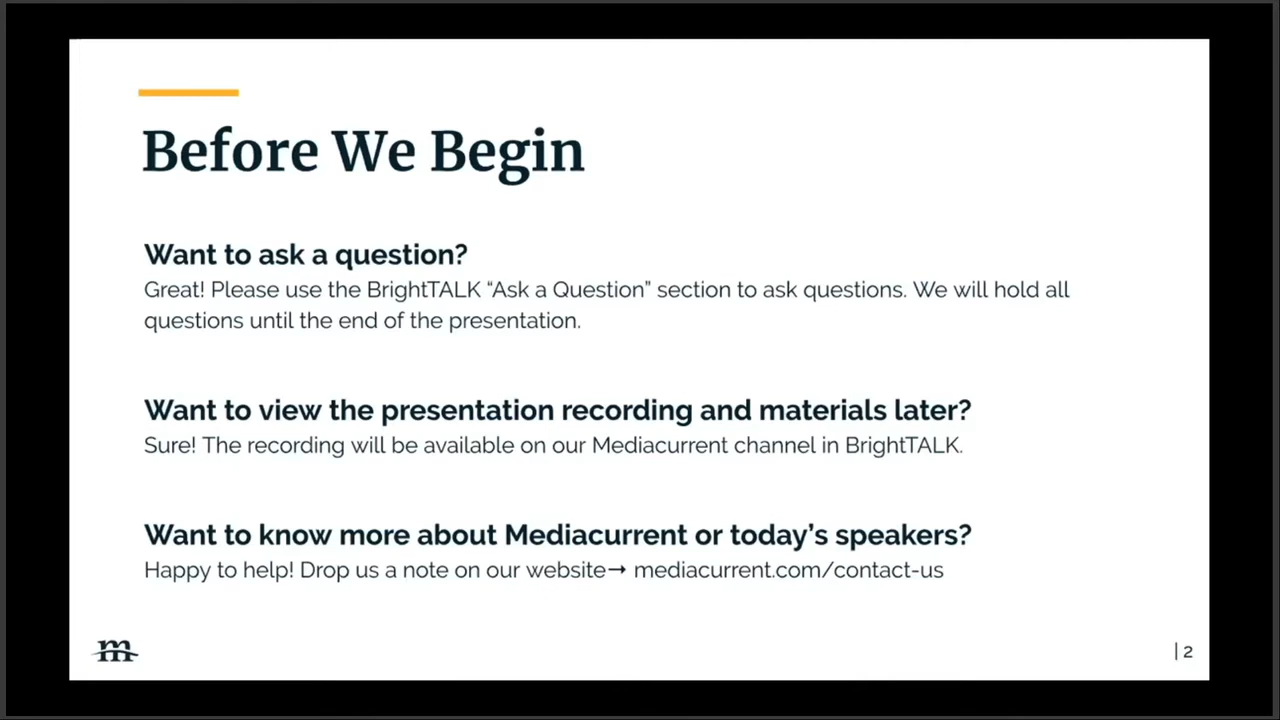 Before We Begin
Want to ask a question?
Great! Please use the BrightTALK “Ask a Question” section to ask questions. We will hold all
questions until the end of the presentation.
Want to view the presentation recording and materials later?
Sure! The recording will be available on our Mediacurrent channel in BrightTALK.
Want to know more about Mediacurrent or today’s speakers?
Happy to help! Drop us a note on our website→ mediacurrent.com/contact-us
m
| 2